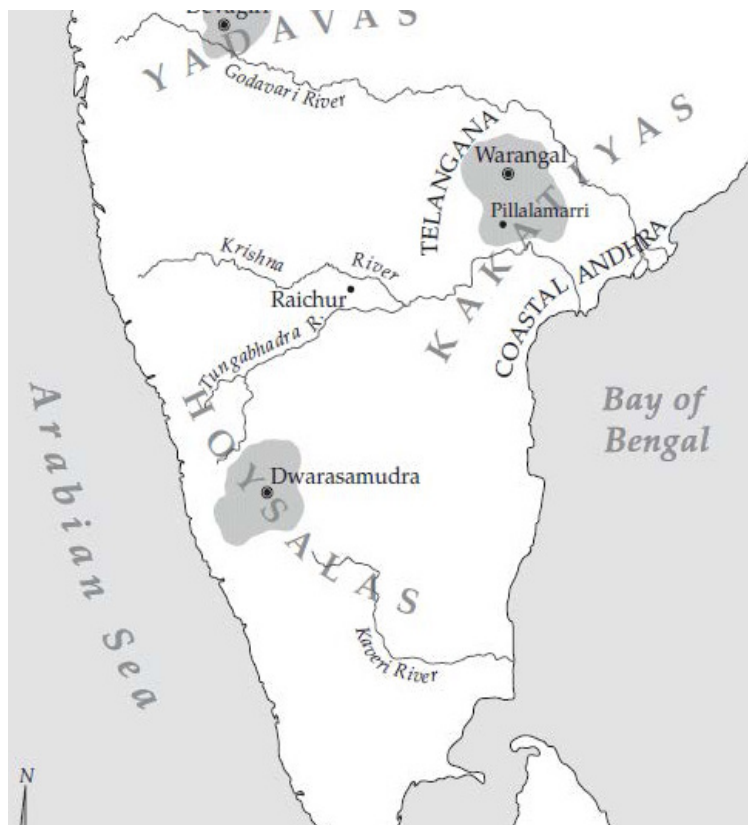 Devagiri
YADAVAS
Godavari River
TELANGANA
Warangal
KAKATIYAS
Pillalamarri
COASTAL ANDHRA
Krishna River
Raichur
Tungabhadra R.
HOYSALAS
Dwarasamudra
Arabian Sea
Bay of
Bengal
Kaveri River
N